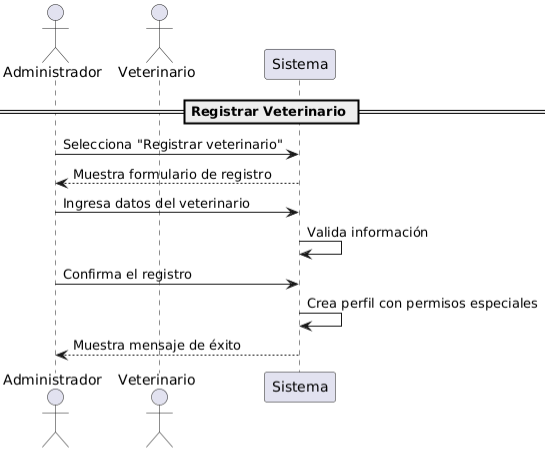 Administrador
Veterinario
Sistema
Registrar Veterinario
Selecciona "Registrar veterinario"
Muestra formulario de registro
Ingresa datos del veterinario
Valida información
Confirma el registro
Crea perfil con permisos especiales
Muestra mensaje de éxito
Administrador
Veterinario
Sistema